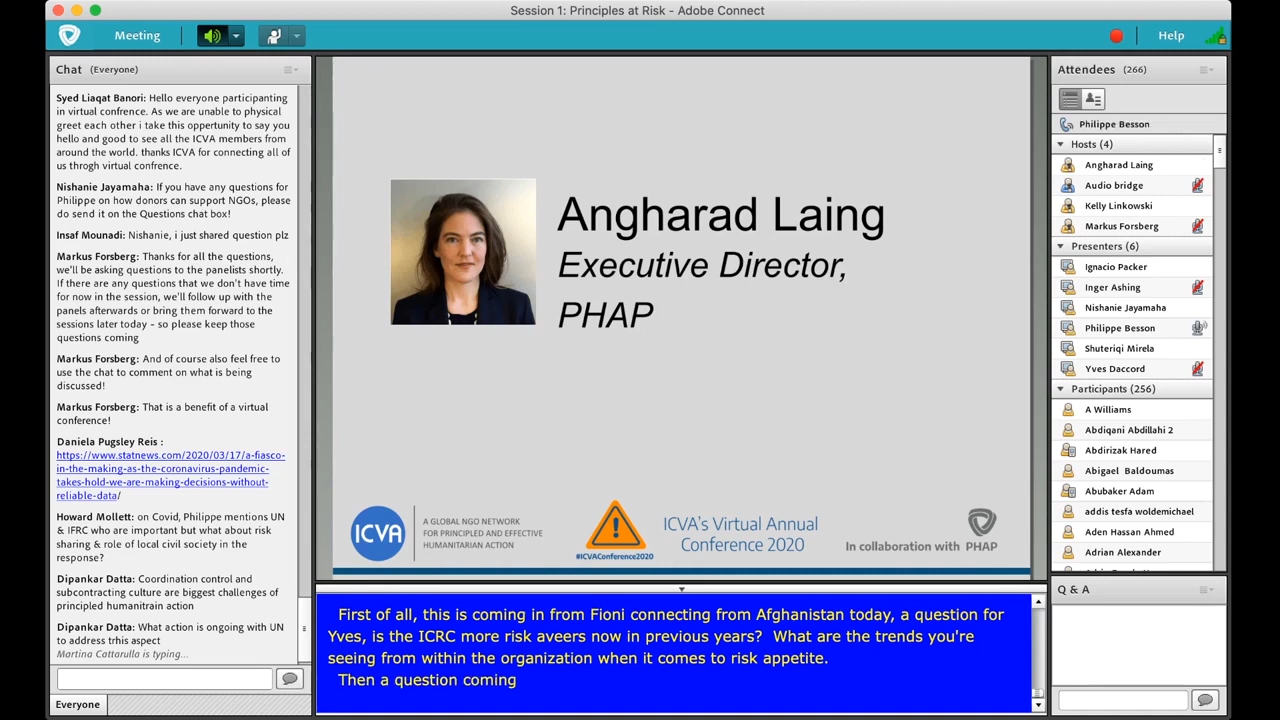 Session 1: Principles at Risk - Adobe Connect
Meeting
Help
Chat (Everyone)
Syed Liaqat Banori: Hello everyone participanting
in virtual confrence. As we are unable to physical
greet each other i take this opportunity to say you
hello and good to see all the ICVA members from
around the world. thanks ICVA for connecting all of
us throgh virtual confrence.
Nishanie Jayamaha: If you have any questions for
Philippe on how donors can support NGOs, please
do send it on the Questions chat box!
Insaf Mounadi: Nishanie, i just shared question plz
Markus Forsberg: Thanks for all the questions,
we'll be asking questions to the panelists shortly.
If there are any questions that we don't have time
for now in the session, we'll follow up with the
panels afterwards or bring them forward to the
sessions later today - so please keep those
questions coming
Markus Forsberg: And of course also feel free to
use the chat to comment on what is being
discussed!
Markus Forsberg: That is a benefit of a virtual
conference!
Daniela Pugsley Reis :
https://www.statnews.com/2020/03/17/a-fiasco-
in-the-making-as-the-coronavirus-pandemic-
takes-hold-we-are-making-decisions-without-
reliable-data/
Howard Mollett: on Covid, Philippe mentions UN
& IFRC who are important but what about risk
sharing & role of local civil society in the
response?
Dipankar Datta: Coordination control and
subcontracting culture are biggest challenges of
principled humanitrain action
Dipankar Datta: What action is ongoing with UN
to address trhis aspect
Martina Cattarulla is typing...
Everyone
Angharad Laing
Executive Director,
PHAP
ICVA
A GLOBAL NGO NETWORK
FOR PRINCIPLED AND EFFECTIVE
HUMANITARIAN ACTION
#ICVAConference2020
ICVA's Virtual Annual
Conference 2020
In collaboration with PHAP
First of all, this is coming in from Fioni connecting from Afghanistan today, a question for
Yves, is the ICRC more risk aveers now in previous years?  What are the trends you're
seeing from within the organization when it comes to risk appetite.
Then a question coming
Attendees (266)
Philippe Besson
Hosts (4)
Angharad Laing
Audio bridge
Kelly Linkowski
Markus Forsberg
Presenters (6)
Ignacio Packer
Inger Ashing
Nishanie Jayamaha
Philippe Besson
Shuteriqi Mirela
Yves Daccord
Participants (256)
A Williams
Abdiqani Abdillahi 2
Abdirizak Hared
Abigael Baldoumas
Abubaker Adam
addis tesfa woldemichael
Aden Hassan Ahmed
Adrian Alexander
Q & A